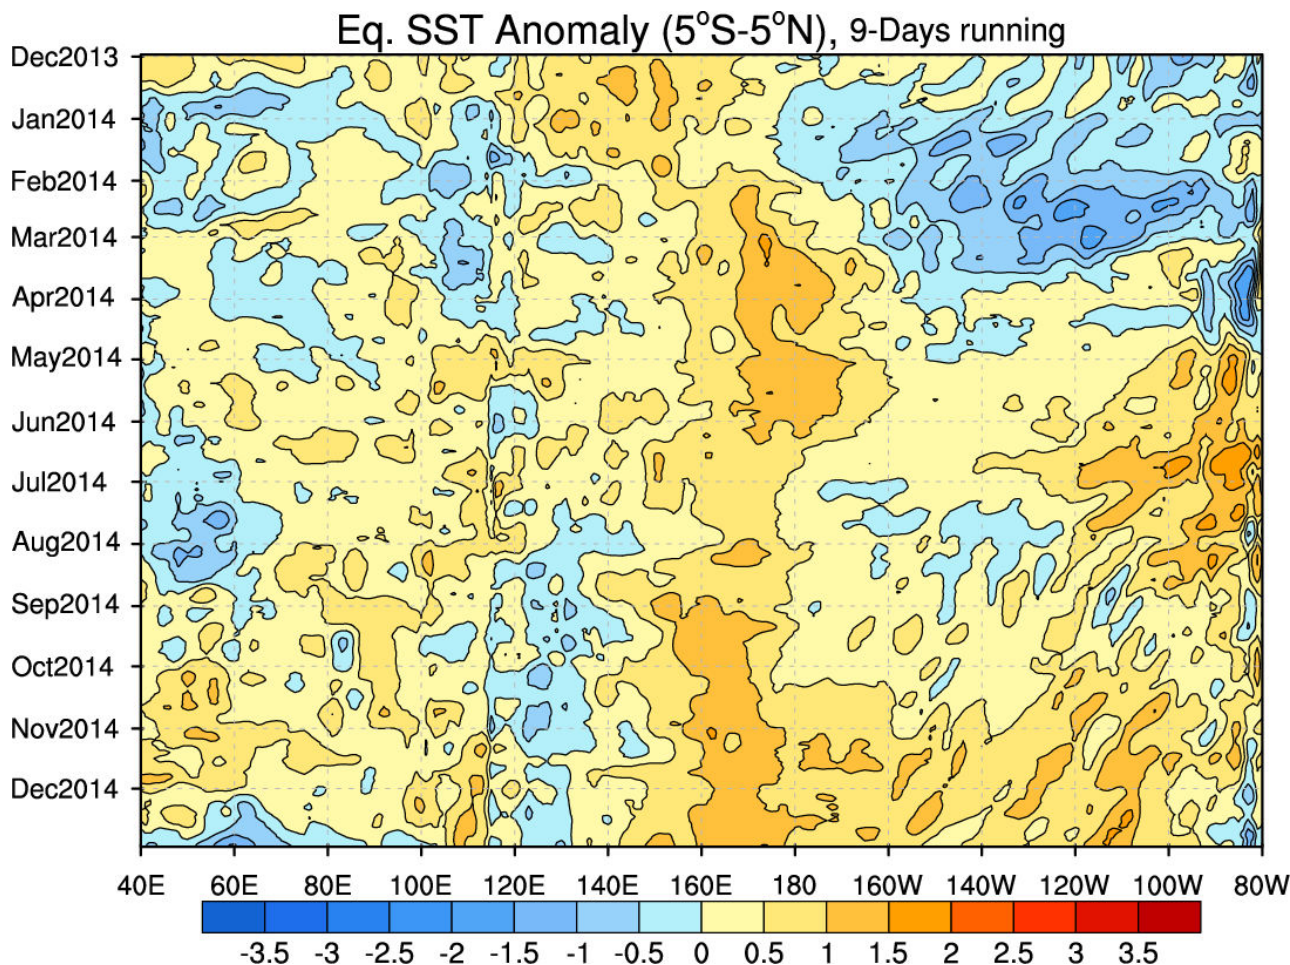 Eq. SST Anomaly (5°S-5°N), 9-Days running
Dec2013
Jan2014
Feb2014
Mar2014
Apr2014
May2014
Jun2014
Jul2014
Aug2014
Sep2014
Oct2014
Nov2014
Dec2014
40E 60E 80E 100E 120E 140E 160E 180 160W 140W 120W 100W 80W
-3.5 -3 -2.5 -2 -1.5 -1 -0.5 0 0.5 1 1.5 2 2.5 3 3.5